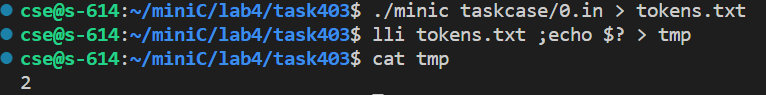 cse@s-614:~/miniC/lab4/task403$ ./minic taskcase/0.in > tokens.txt
cse@s-614:~/miniC/lab4/task403$ lli tokens.txt ;echo $? > tmp
cse@s-614:~/miniC/lab4/task403$ cat tmp
2